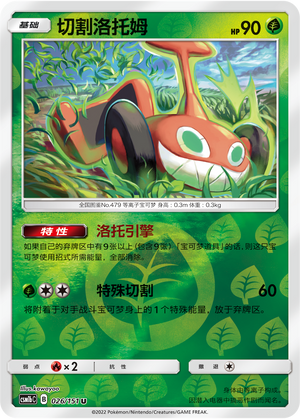 基础 切割洛托姆 HP90
全国图鉴No.479 等离子宝可梦 身高:0.3m 体重:0.3kg
特性 洛托引擎
如果自己的弃牌区中有9张以上(包含9张)「宝可梦道具」的话,则这只宝
可梦使用招式所需能量,全部消除。
特殊切割 60
将附着于对手战斗宝可梦身上的1个特殊能量,放于弃牌区。
弱点 ×2 抗性 撤退
Illus.kawayoo
csm1bC B 026/151 U
©2022 Pokémon/Nintendo/Creatures/GAME FREAK.